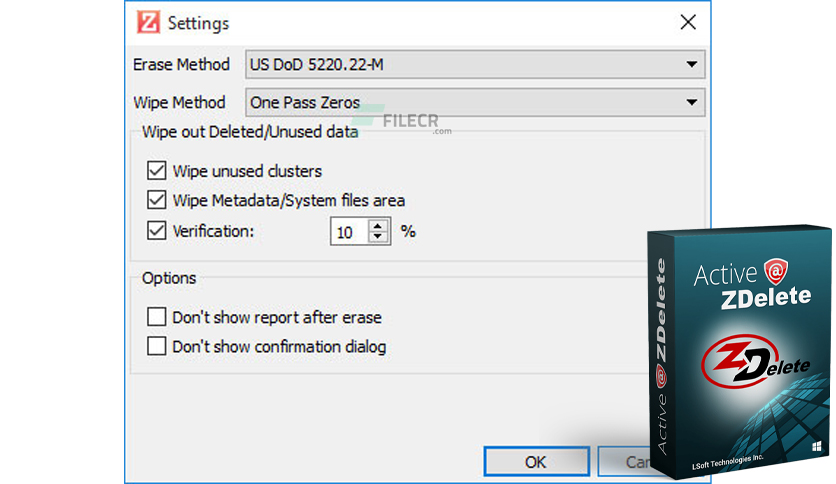 Settings
Erase Method US DoD 5220.22-M
Wipe Method One Pass Zeros
FILECR
.com
Wipe out Deleted/Unused data
Wipe unused clusters
Wipe Metadata/System files area
Verification: 10 %
Options
Don't show report after erase
Don't show confirmation dialog
OK
Active @ ZDelete
Active @
ZDelete
ZDelete
LSoft Technologies Inc.